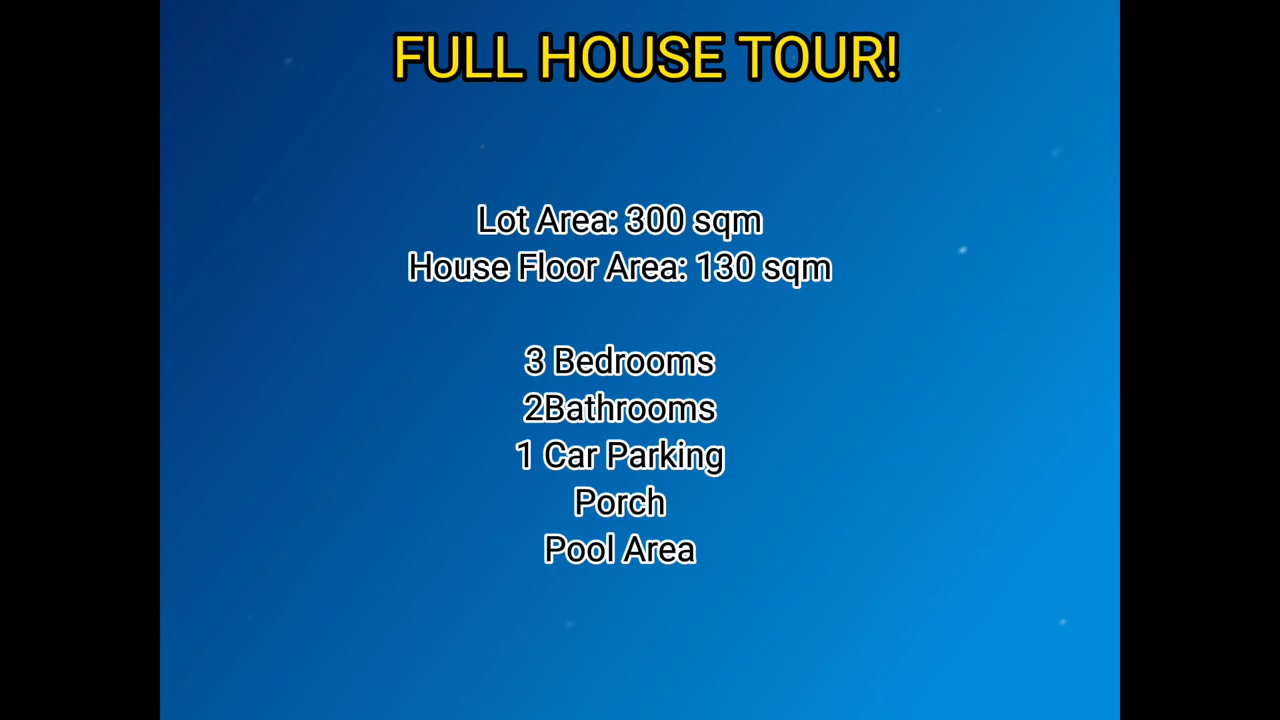 FULL HOUSE TOUR!
Lot Area: 300 sqm
House Floor Area: 130 sqm
3 Bedrooms
2Bathrooms
1 Car Parking
Porch
Pool Area